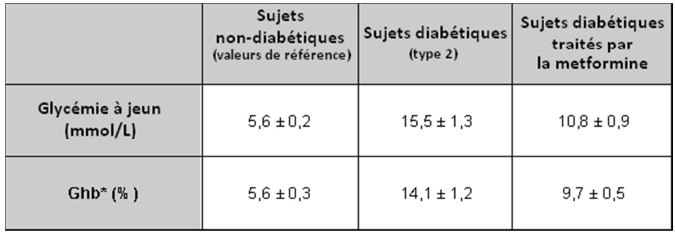 Sujets
non-diabétiques
(valeurs de référence)
Sujets diabétiques
(type 2)
Sujets diabétiques
traités par
la metformine
Glycémie à jeun
(mmol/L)
5,6 ±0,2
15,5 ± 1,3
10,8 ±0,9
Ghb* (% )
5,6 ±0,3
14,1 ± 1,2
9,7 ± 0,5